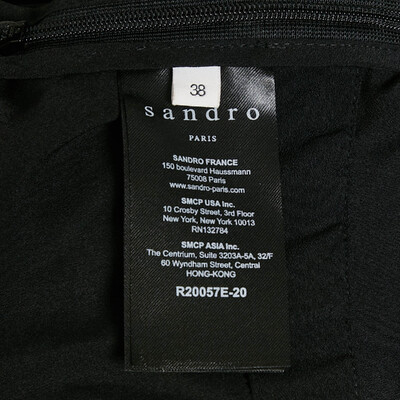 38
sandro
PARIS
SANDRO FRANCE
150 boulevard Haussmann
75008 Paris
www.sandro-paris.com
SMCP USA Inc.
10 Crosby Street, 3rd Floor
New York, New York 10013
RN132784
SMCP ASIA Inc.
The Centrium, Suite 3203A-5A, 32/F
60 Wyndham Street, Central
HONG-KONG
R20057E-20